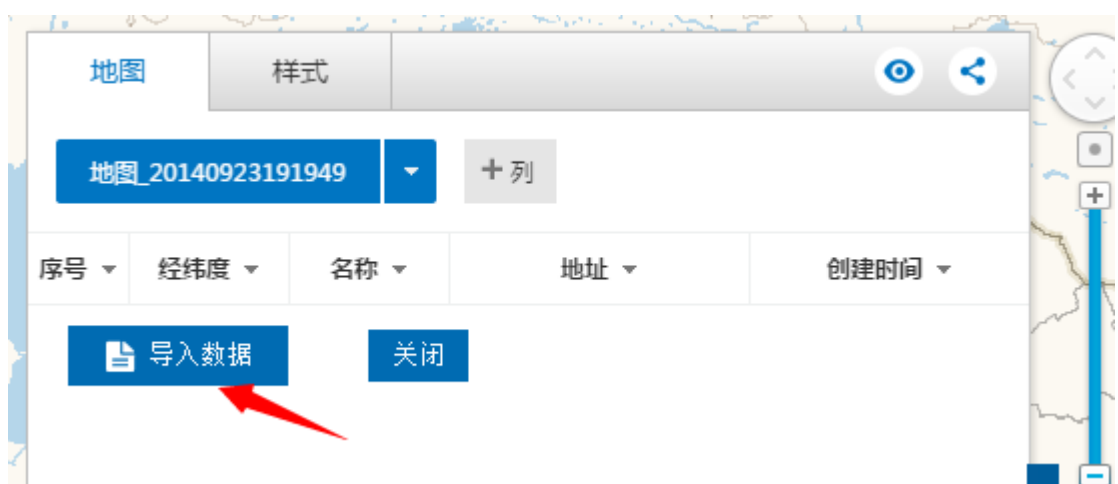 地图 样式
地图_20140923191949 +列
序号 经纬度 名称 地址 创建时间
导入数据 关闭